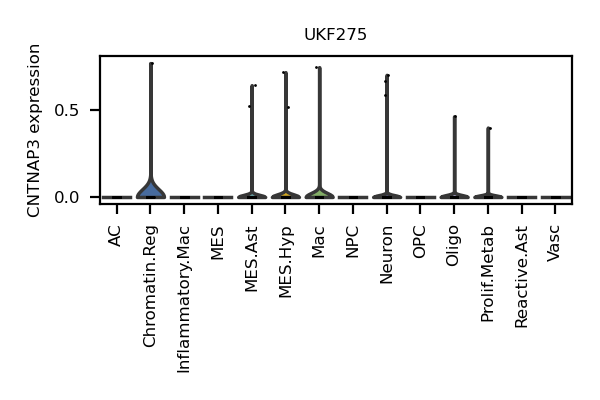 UKF275
CNTNAP3 expression
0.5
0.0
AC
Chromatin.Reg
Inflammatory.Mac
MES
MES.Ast
MES.Hyp
Mac
NPC
Neuron
OPC
Oligo
Prolif.Metab
Reactive.Ast
Vasc